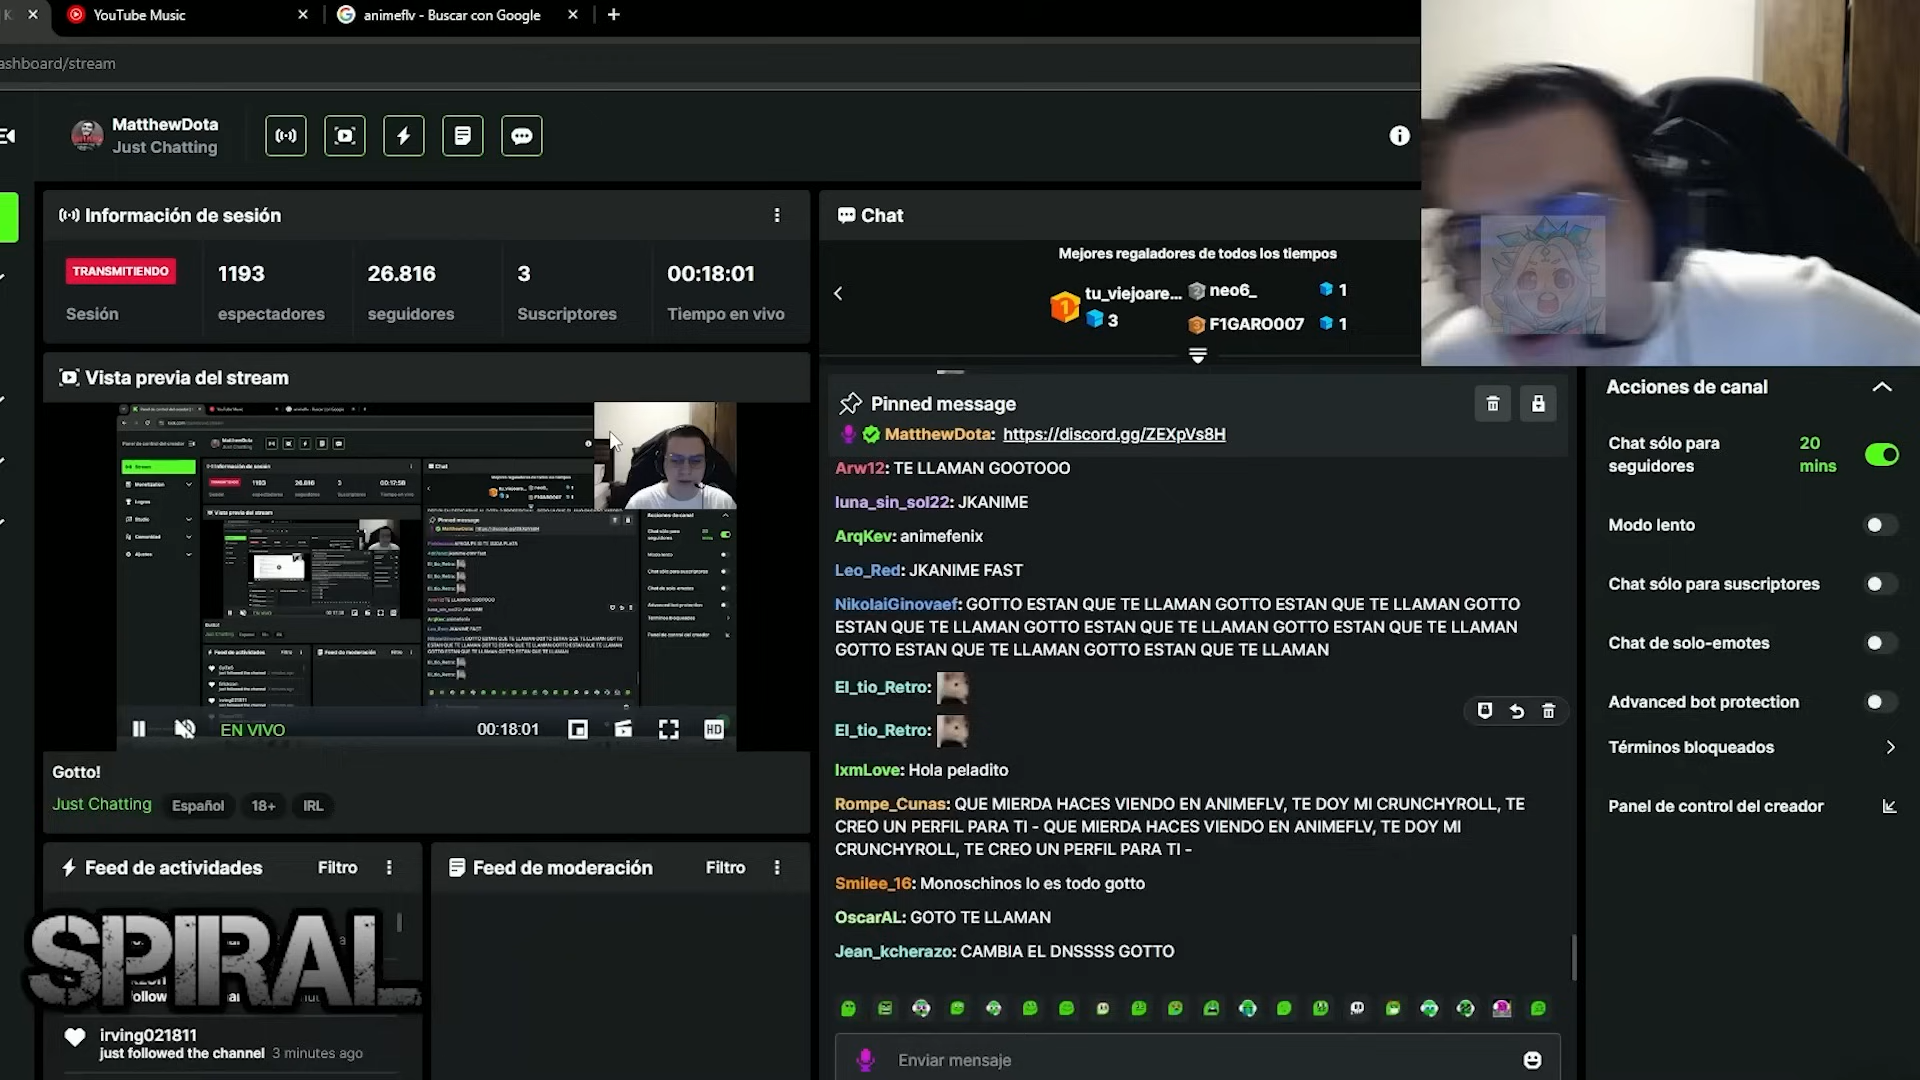 YouTube Music
animeflv - Buscar con Google
ashboard/stream
MatthewDota
Just Chatting
Información de sesión
TRANSMITIENDO
1193
26.816
3
00:18:01
Sesión
espectadores
seguidores
Suscriptores
Tiempo en vivo
Vista previa del stream
EN VIVO
00:18:01
HD
Gotto!
Just Chatting
Español
18+
IRL
Feed de actividades
Filtro
Feed de moderación
Filtro
SPIRAL
irving021811
just followed the channel 3 minutes ago
Chat
Mejores regaladores de todos los tiempos
1
tu_viejoare...
3
2
neo6_
1
3
F1GARO007
1
Pinned message
MatthewDota: https://discord.gg/ZEXpVs8H
Arw12: TE LLAMAN GOOTOOO
luna_sin_sol22: JKANIME
ArqKev: animefenix
Leo_Red: JKANIME FAST
NikolaiGinovaef: GOTTO ESTAN QUE TE LLAMAN GOTTO ESTAN QUE TE LLAMAN GOTTO
ESTAN QUE TE LLAMAN GOTTO ESTAN QUE TE LLAMAN GOTTO ESTAN QUE TE LLAMAN
GOTTO ESTAN QUE TE LLAMAN GOTTO ESTAN QUE TE LLAMAN
El_tio_Retro:
El_tio_Retro:
IxmLove: Hola peladito
Rompe_Cunas: QUE MIERDA HACES VIENDO EN ANIMEFLV, TE DOY MI CRUNCHYROLL, TE
CREO UN PERFIL PARA TI - QUE MIERDA HACES VIENDO EN ANIMEFLV, TE DOY MI
CRUNCHYROLL, TE CREO UN PERFIL PARA TI -
Smilee_16: Monoschinos lo es todo gotto
OscarAL: GOTO TE LLAMAN
Jean_kcherazo: CAMBIA EL DNSSSS GOTTO
Enviar mensaje
Acciones de canal
Chat sólo para
seguidores
20
mins
Modo lento
Chat sólo para suscriptores
Chat de solo-emotes
Advanced bot protection
Términos bloqueados
Panel de control del creador